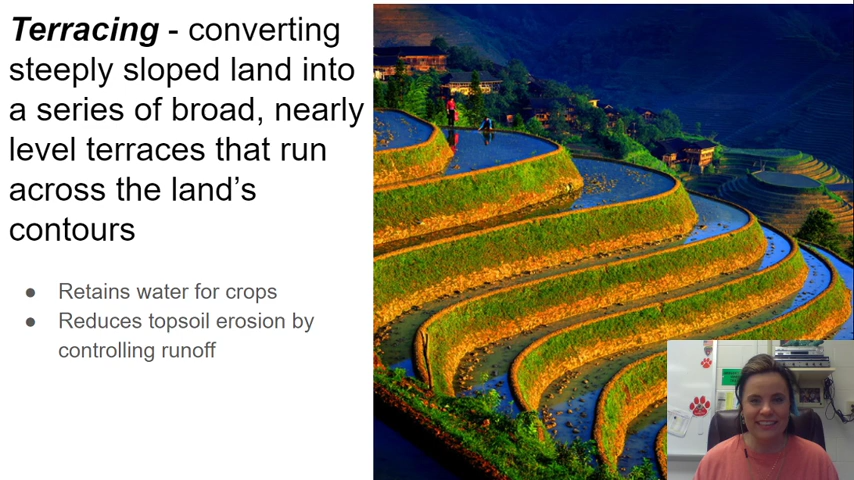 Terracing - converting
steeply sloped land into
a series of broad, nearly
level terraces that run
across the land’s
contours
● Retains water for crops
● Reduces topsoil erosion by
controlling runoff